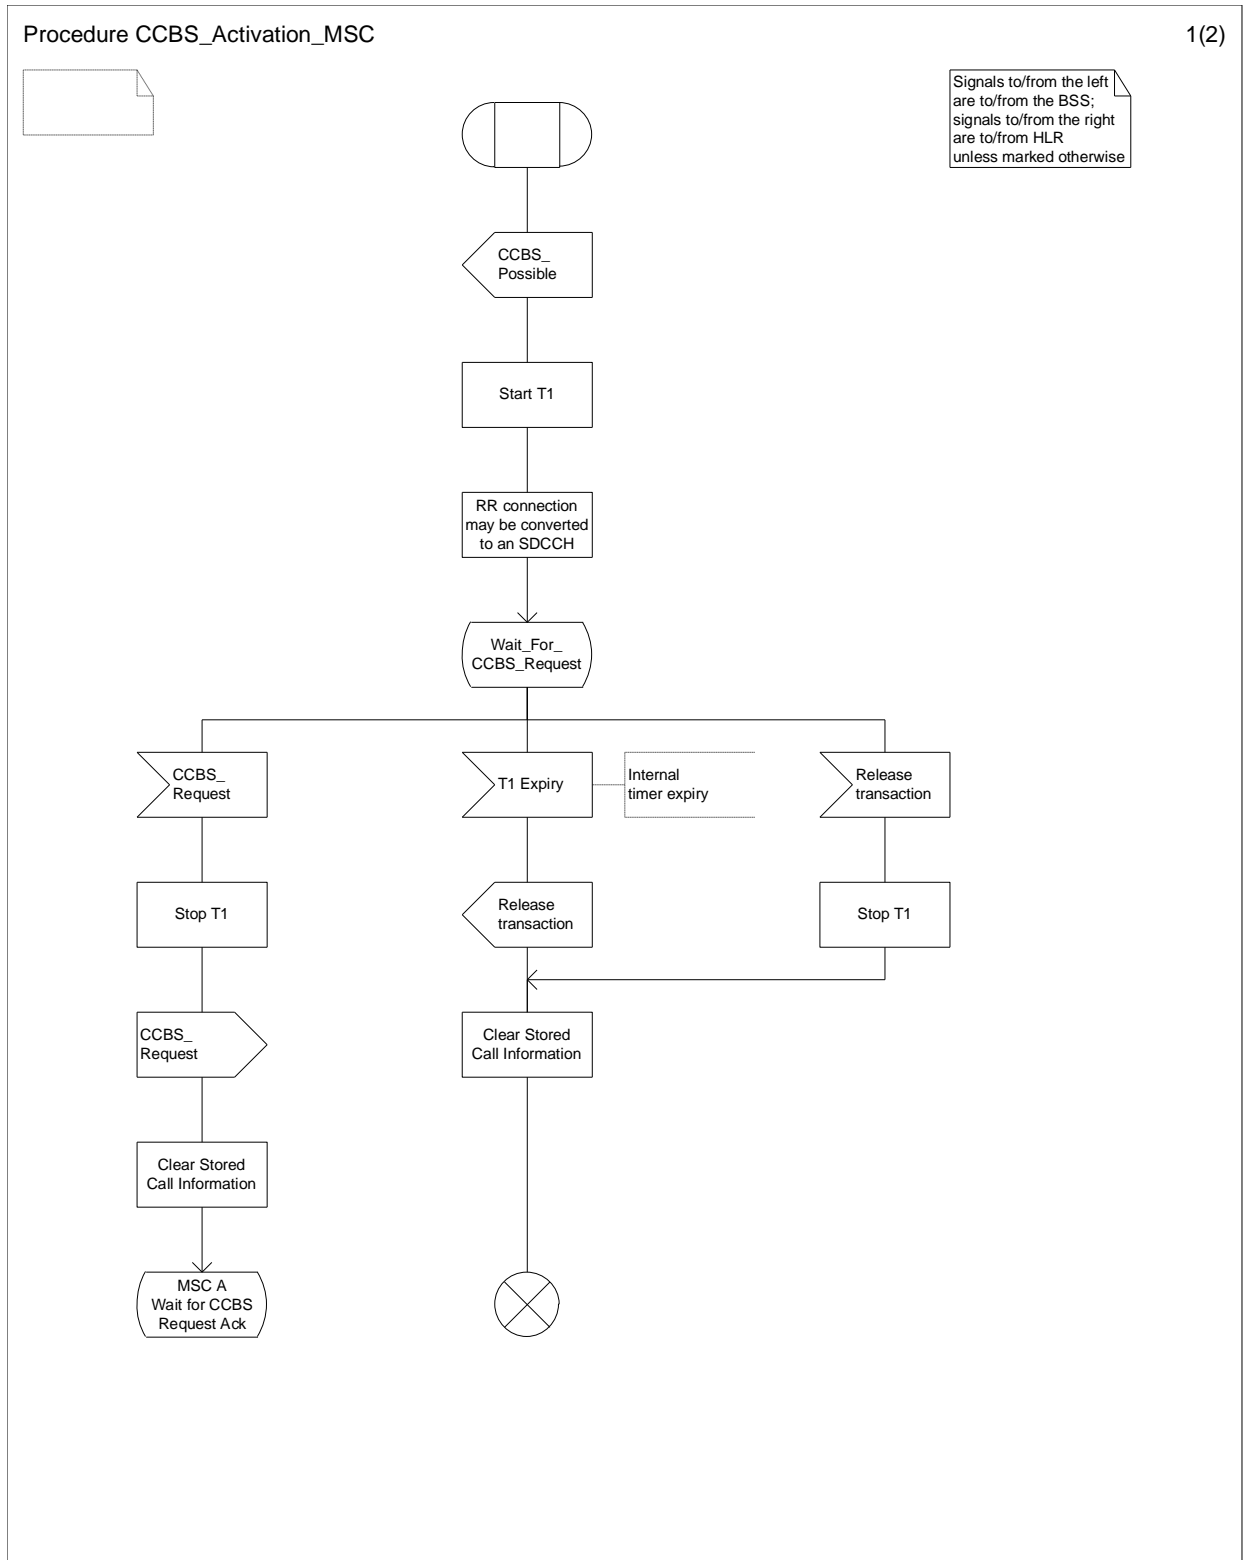 Procedure CCBS_Activation_MSC
1(2)
Signals to/from the left
are to/from the BSS;
signals to/from the right
are to/from HLR
unless marked otherwise
CCBS_
Possible
Start T1
RR connection
may be converted
to an SDCCH
Wait_For_
CCBS_Request
CCBS_
Request
T1 Expiry
Internal
timer expiry
Release
transaction
Stop T1
Release
transaction
Stop T1
CCBS_
Request
Clear Stored
Call Information
Clear Stored
Call Information
MSC A
Wait for CCBS
Request Ack